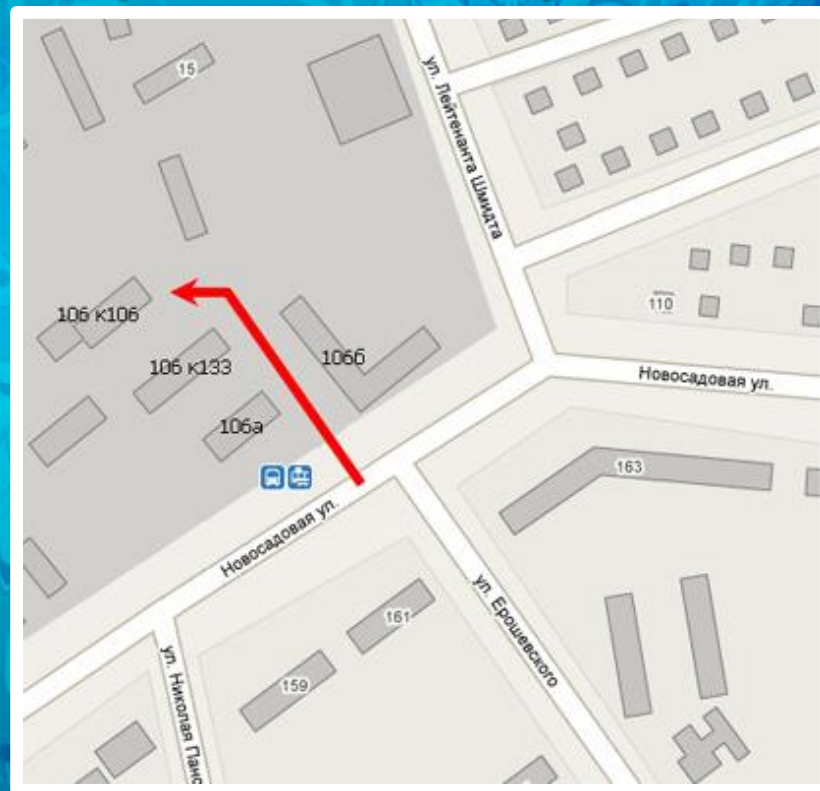 15
ул. Лейтенанта Шмидта
110
106 к106
106 к133
106б
106а
Новосадовая ул.
163
Новосадовая ул.
ул. Ерошевского
161
159
ул. Николая Панс